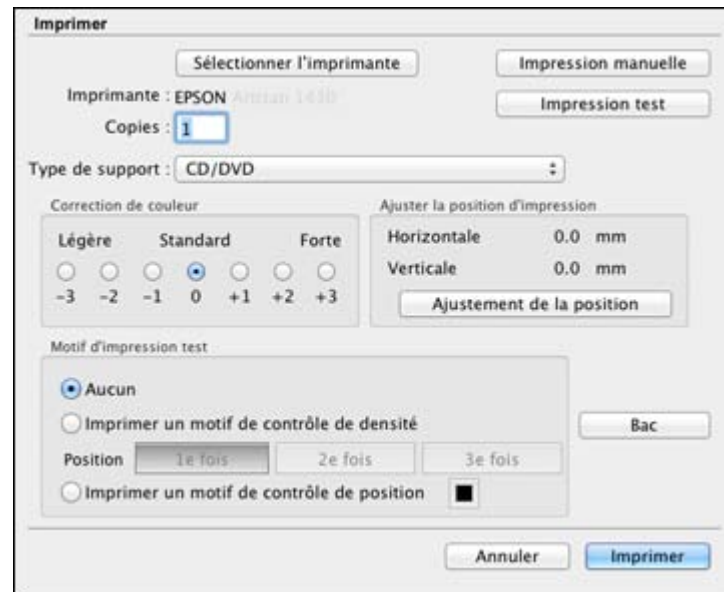 Imprimer
Sélectionner l'imprimante
Impression manuelle
Imprimante : EPSON Artisan 1430
Impression test
Copies : 1
Type de support : CD/DVD
Correction de couleur
Légère Standard Forte
-3 -2 -1 0 +1 +2 +3
Ajuster la position d'impression
Horizontale 0.0 mm
Verticale 0.0 mm
Ajustement de la position
Motif d'impression test
Aucun
Imprimer un motif de contrôle de densité
Bac
Position 1e fois 2e fois 3e fois
Imprimer un motif de contrôle de position
Annuler Imprimer